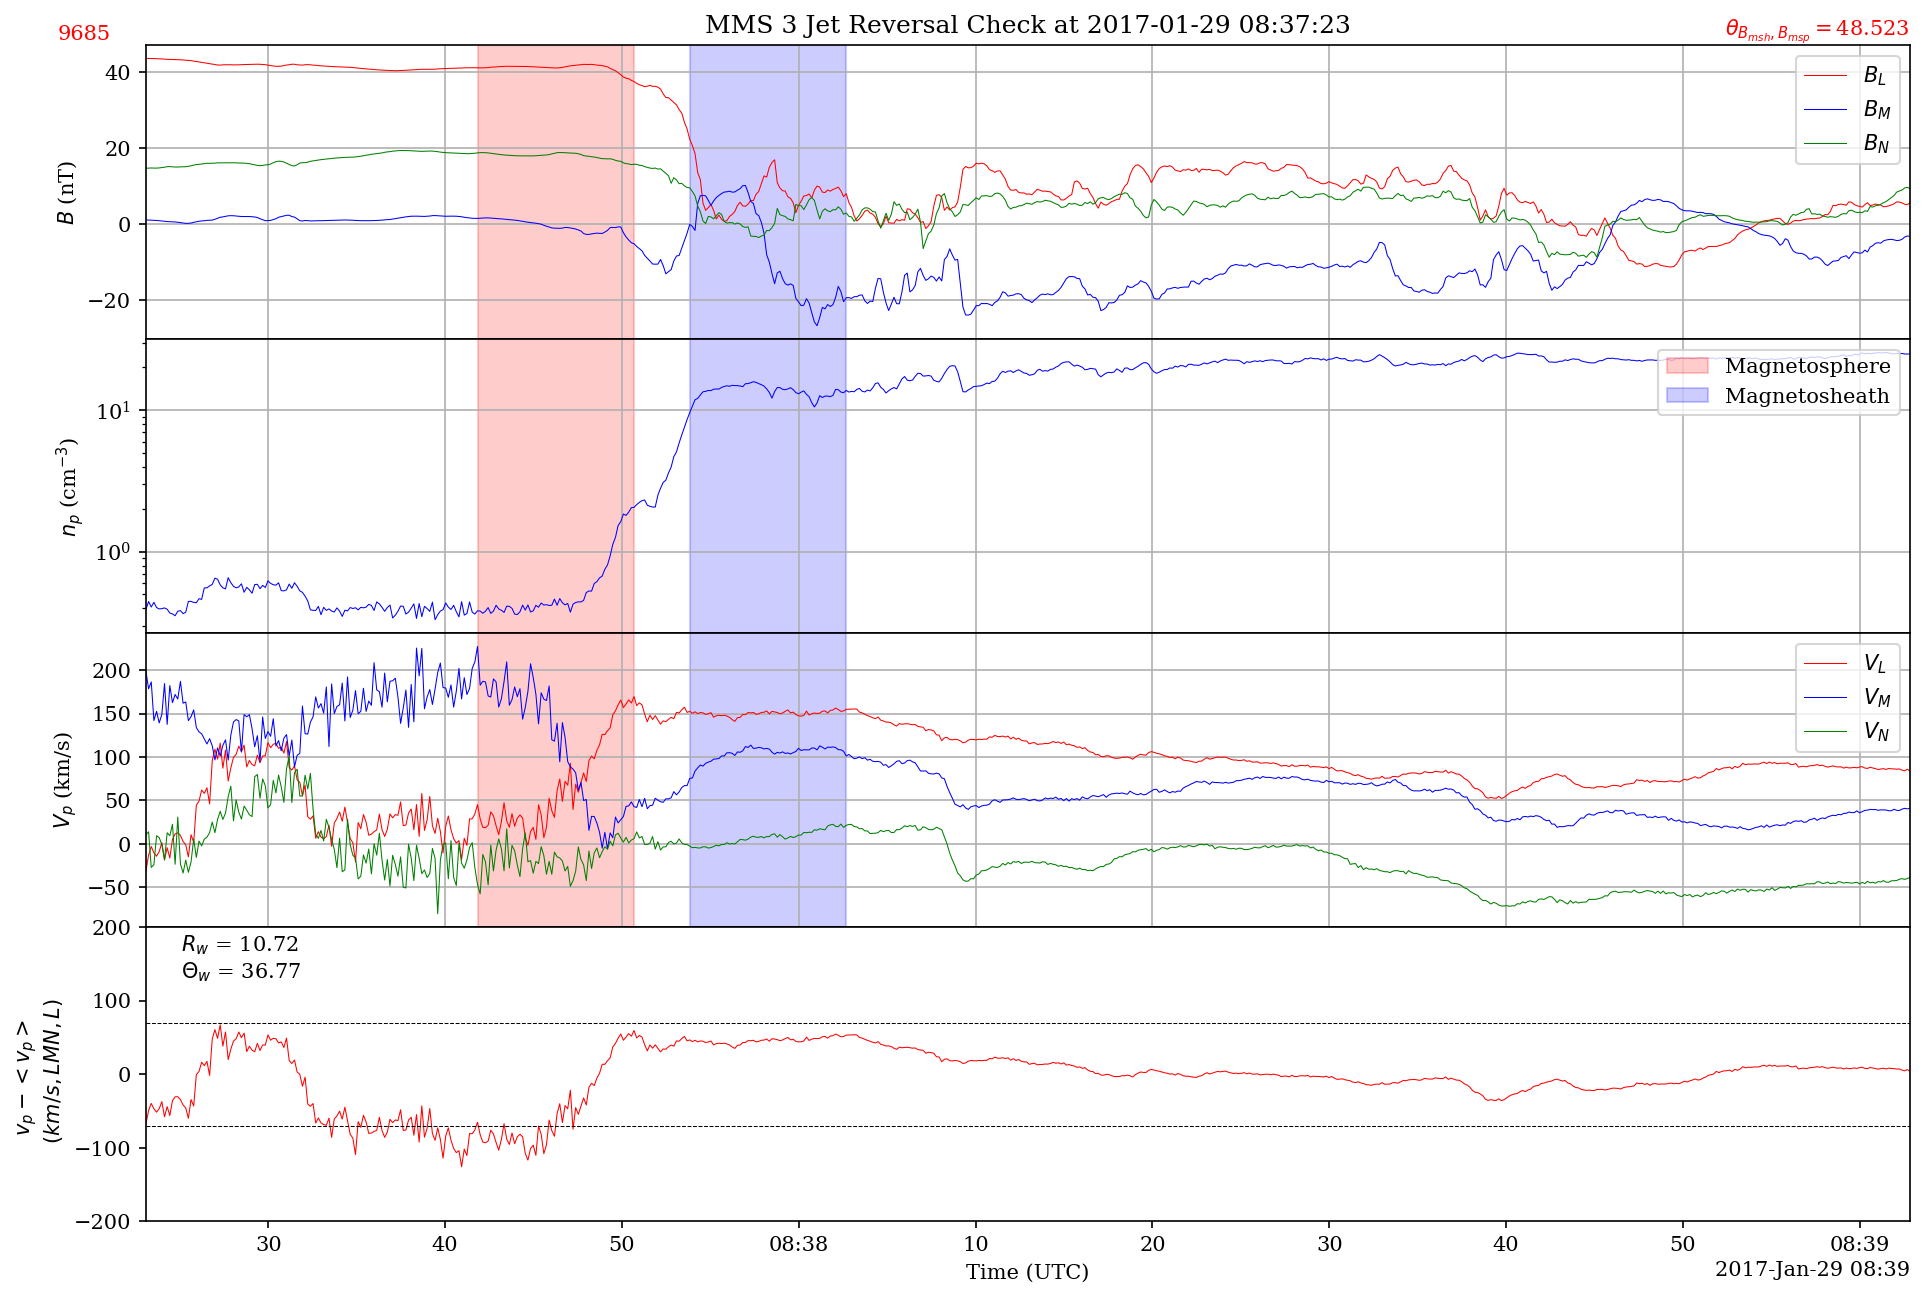 MMS 3 Jet Reversal Check at 2017-01-29 08:37:23
9685
θ_{B_{msh}, B_{msp}} = 48.523
B (nT)
40
20
0
−20
B_L
B_M
B_N
n_p (cm^{−3})
10^1
10^0
Magnetosphere
Magnetosheath
V_p (km/s)
200
150
100
50
0
−50
V_L
V_M
V_N
v_p − < v_p >
(km/s, LMN, L)
200
100
0
−100
−200
R_w = 10.72
Θ_w = 36.77
30 40 50 08:38 10 20 30 40 50 08:39
Time (UTC)
2017-Jan-29 08:39